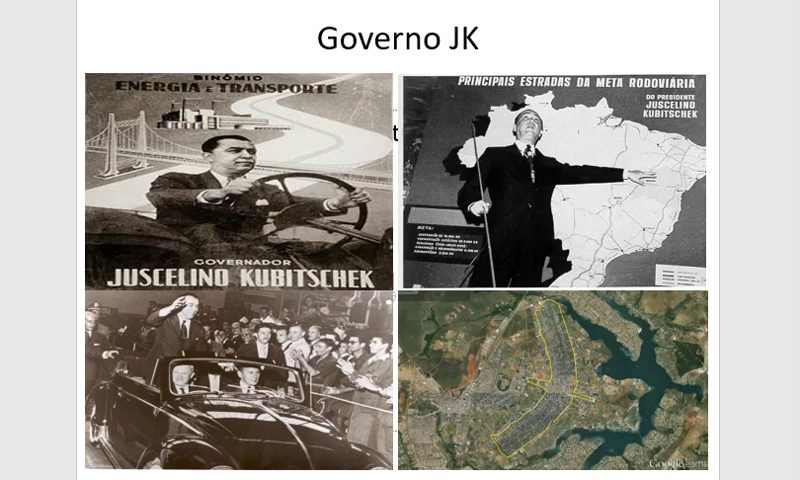 Governo JK
BINÔMIO
ENERGIA E TRANSPORTE
GOVERNADOR
JUSCELINO KUBITSCHEK
t
PRINCIPAIS ESTRADAS DA META RODOVIÁRIA
DO PRESIDENTE
JUSCELINO
KUBITSCHEK
META:
Google earth